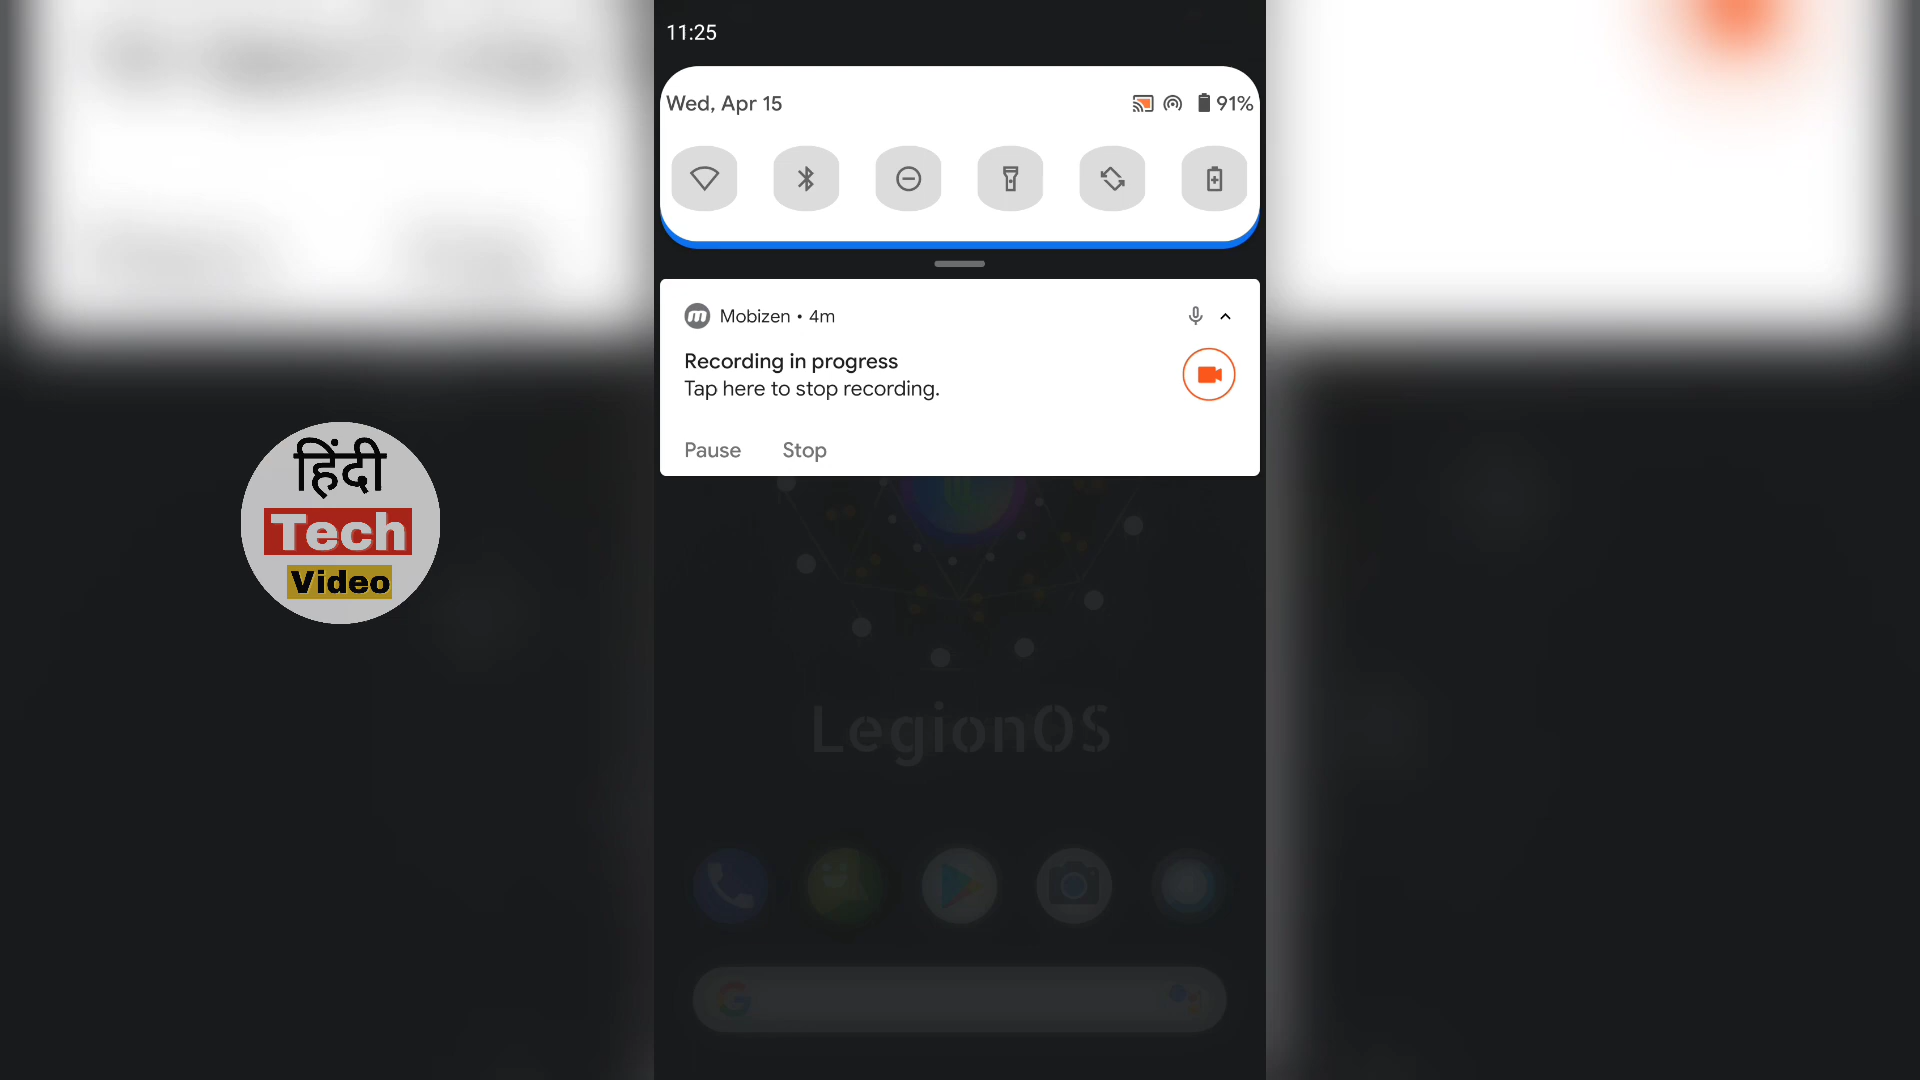 11:25
Wed, Apr 15
91%
Mobizen • 4m
Recording in progress
Tap here to stop recording.
Pause
Stop
हिंदी
Tech
Video
LegionOS